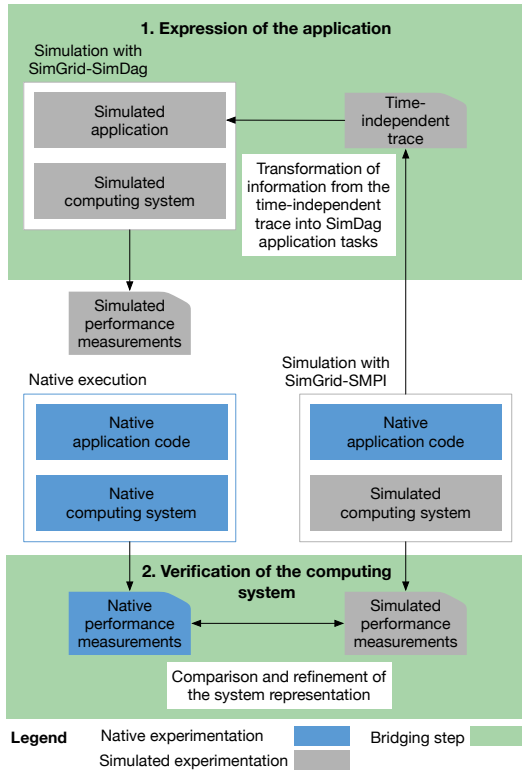 1. Expression of the application
Simulation with
SimGrid-SimDag
Simulated
application
Time-
independent
trace
Simulated
computing system
Transformation of
information from the
time-independent
trace into SimDag
application tasks
Simulated
performance
measurements
Simulation with
SimGrid-SMPI
Native execution
Native
application code
Native
application code
Native
computing system
Simulated
computing system
2. Verification of the computing
system
Native
performance
measurements
Simulated
performance
measurements
Comparison and refinement
of the system representation
Legend
Native experimentation
Bridging step
Simulated experimentation